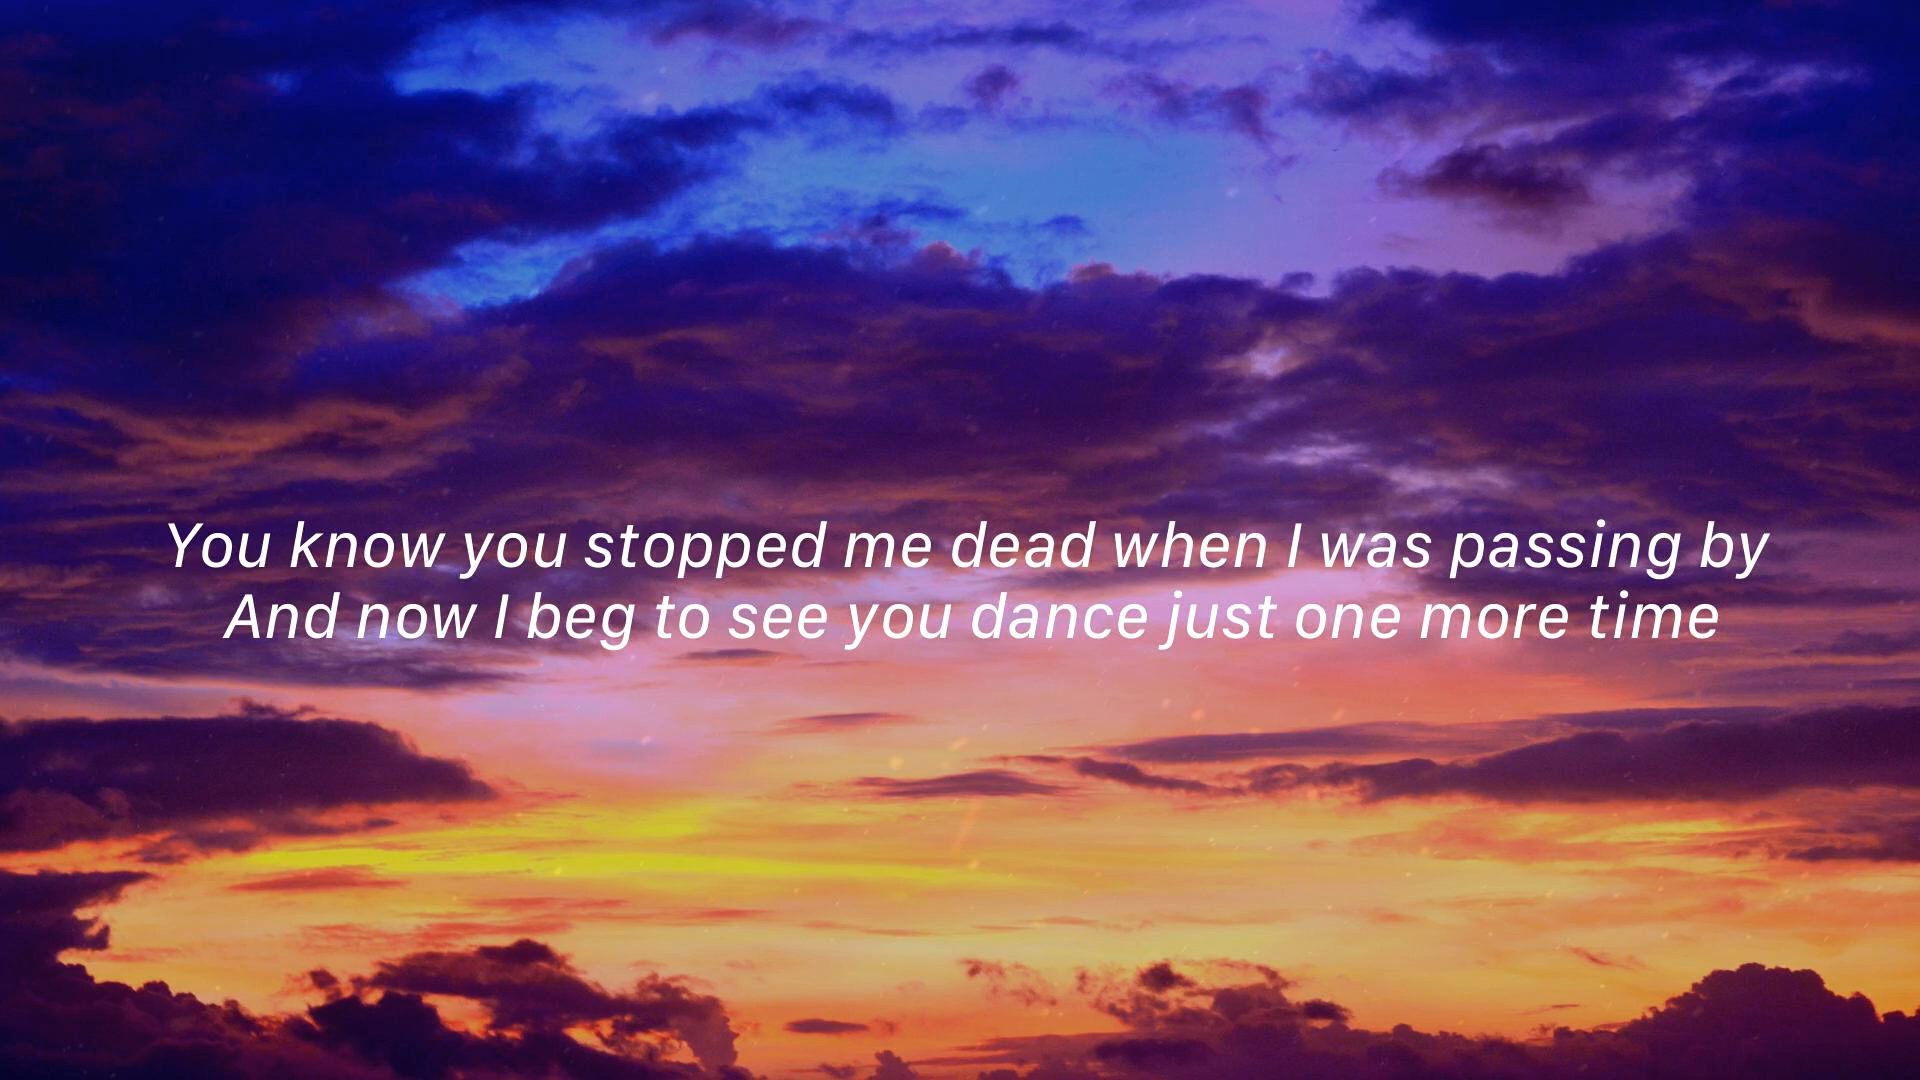 You know you stopped me dead when I was passing by
And now I beg to see you dance just one more time